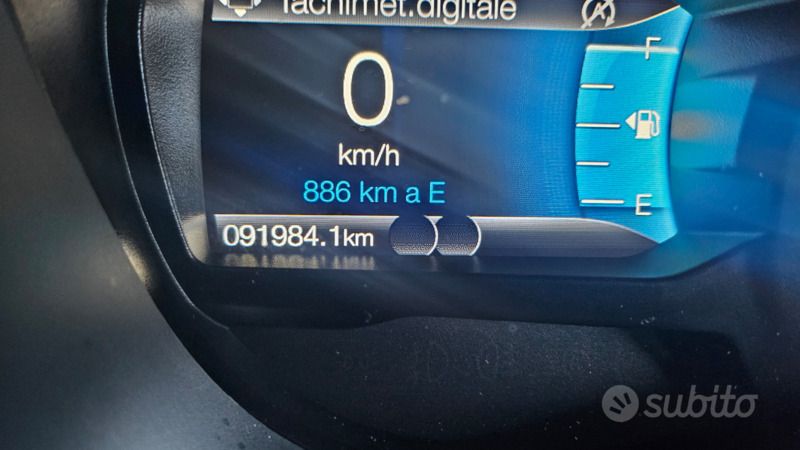 Tachimet.digitale
F
0
km/h
886 km a E
E
091984.1km
subito